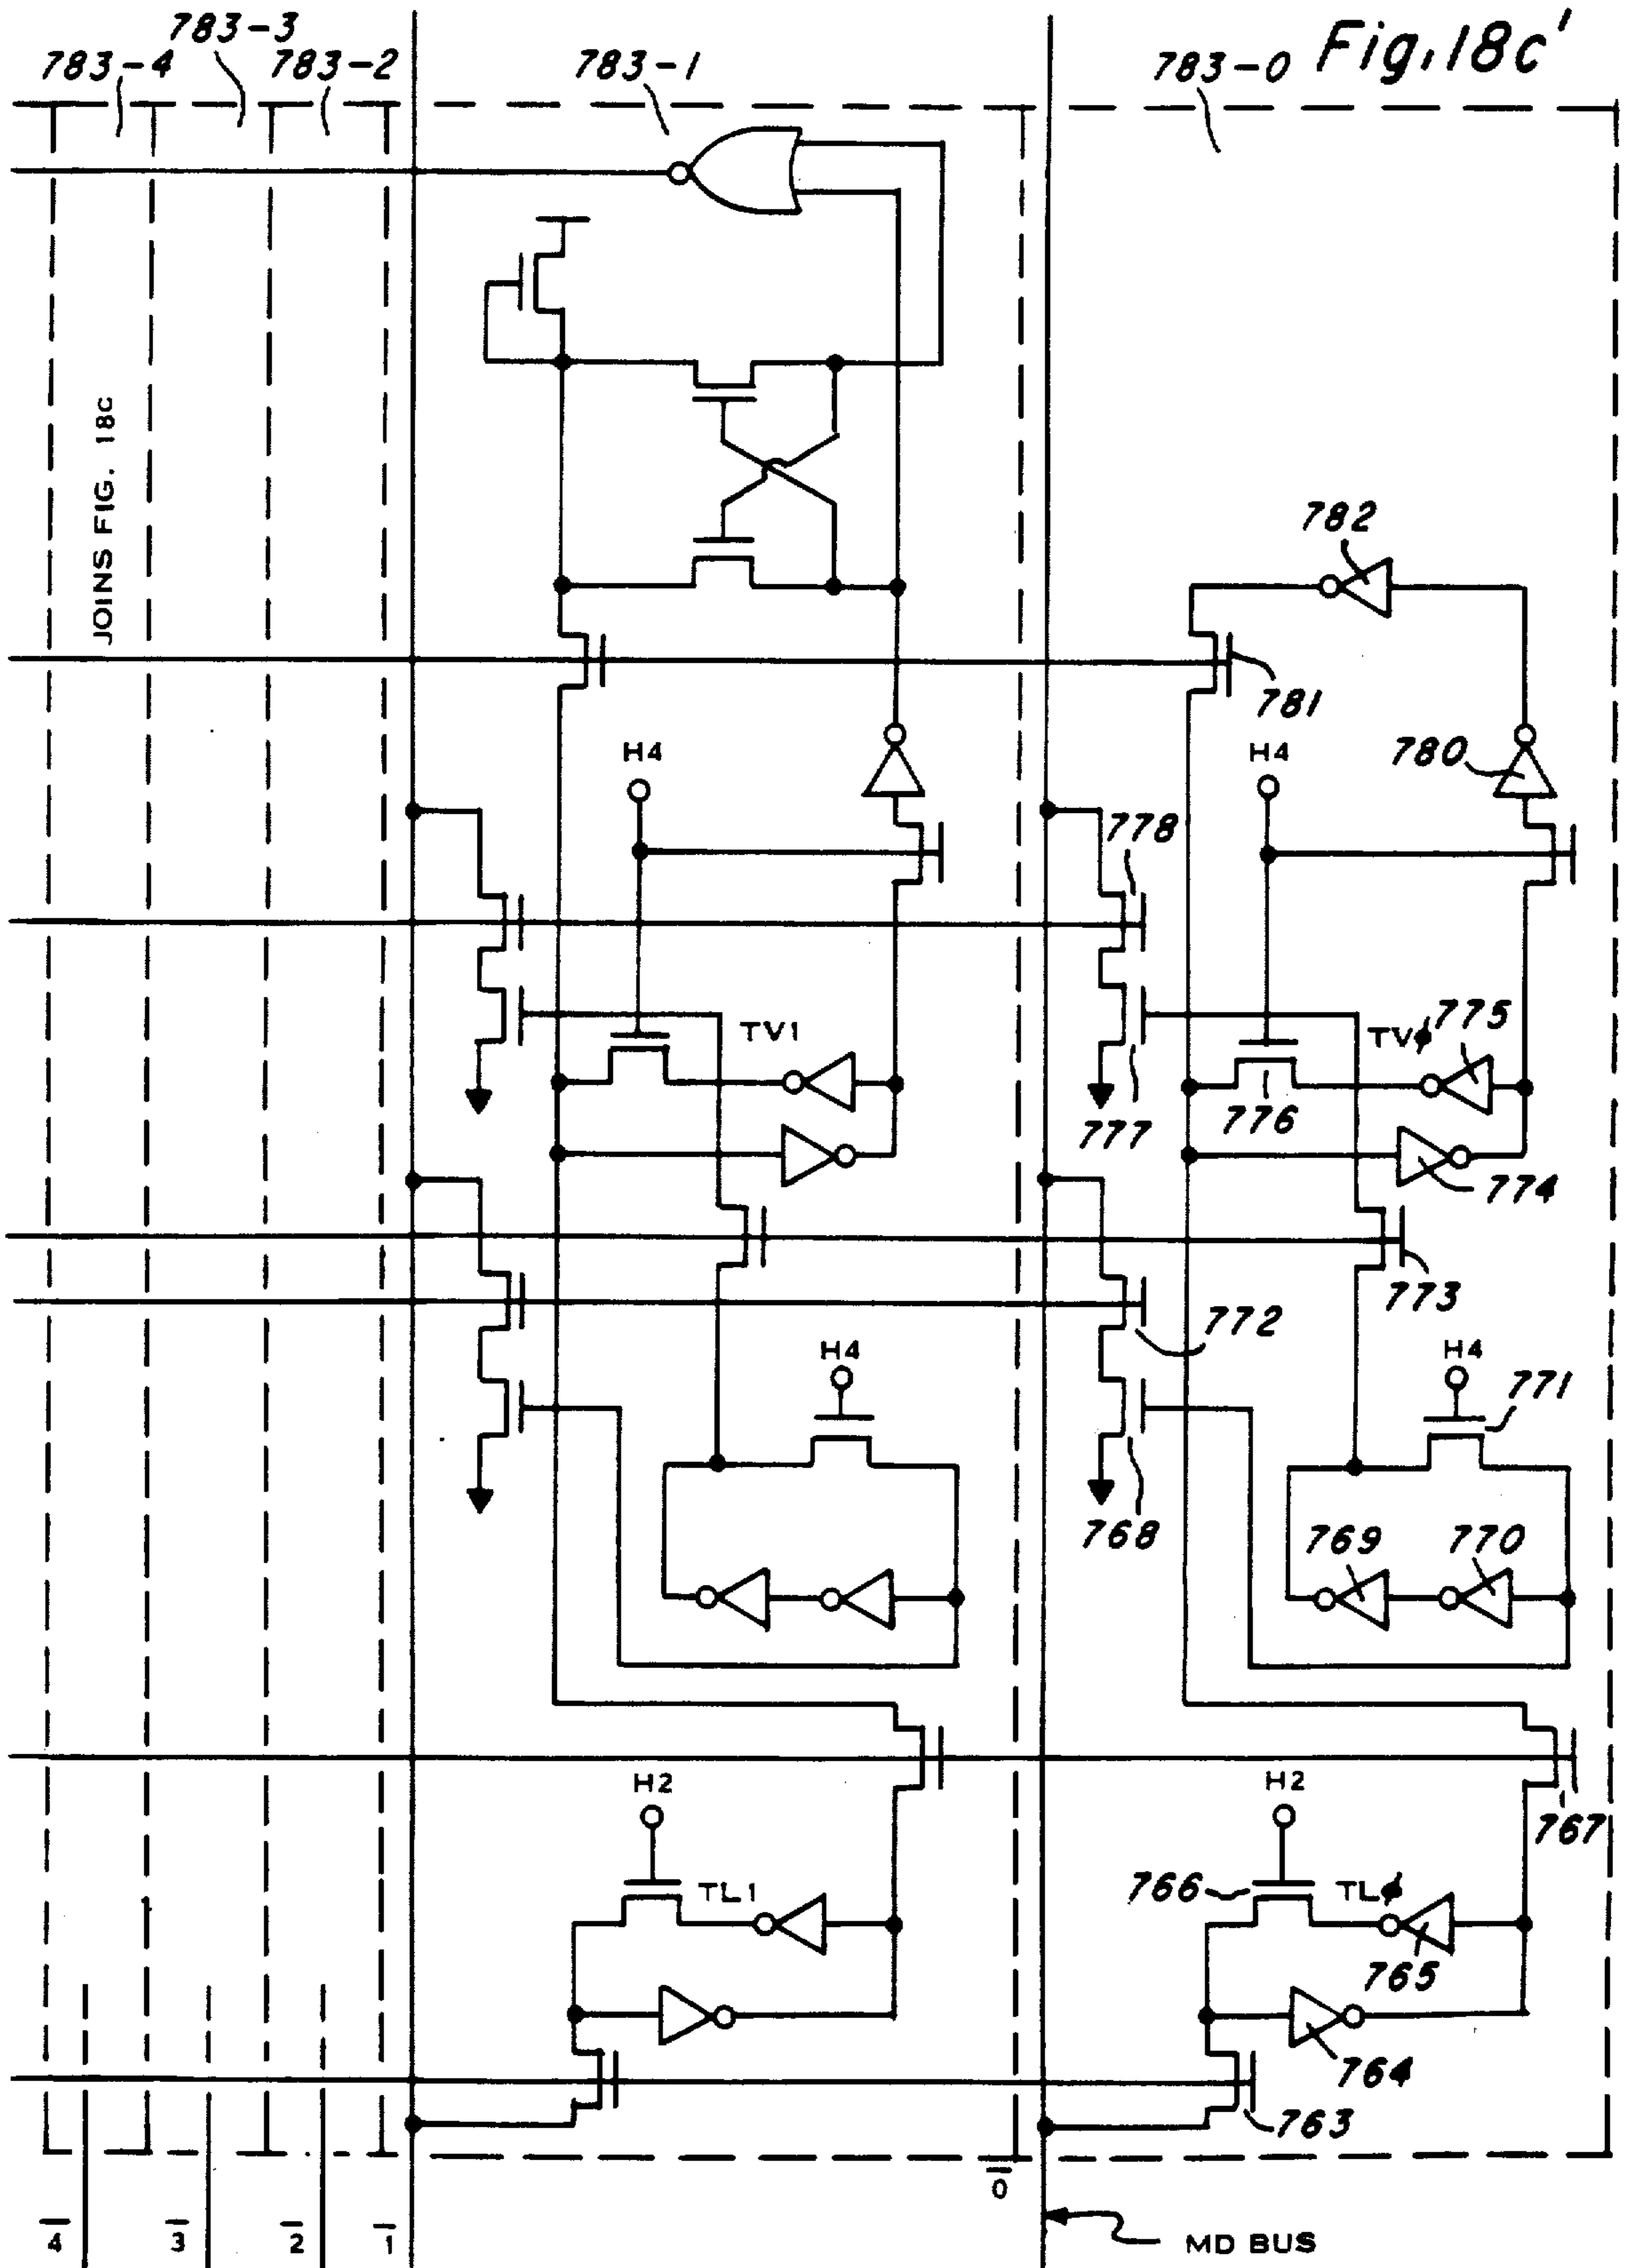 Fig. 18c'
783-4
783-3
783-2
783-1
783-0
JOINS FIG. 18C
782
781
H4
H4
780
778
TV1
TVϕ
775
776
777
774
773
772
H4
H4
771
768
769
770
H2
H2
767
TL1
766
TLϕ
765
764
763
4̅
3̅
2̅
1̅
0̅
MD BUS